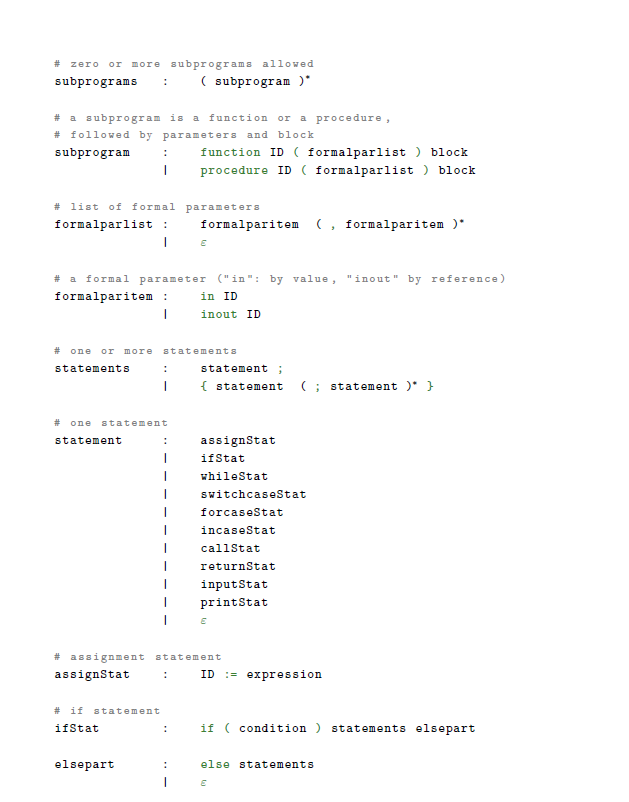 # zero or more subprograms allowed
subprograms : ( subprogram )*
# a subprogram is a function or a procedure,
# followed by parameters and block
subprogram : function ID ( formalparlist ) block
| procedure ID ( formalparlist ) block
# list of formal parameters
formalparlist : formalparitem ( , formalparitem )*
| ε
# a formal parameter ("in": by value, "inout" by reference)
formalparitem : in ID
| inout ID
# one or more statements
statements : statement ;
| { statement ( ; statement )* }
# one statement
statement : assignStat
| ifStat
| whileStat
| switchcaseStat
| forcaseStat
| incaseStat
| callStat
| returnStat
| inputStat
| printStat
| ε
# assignment statement
assignStat : ID := expression
# if statement
ifStat : if ( condition ) statements elsepart
elsepart : else statements
| ε